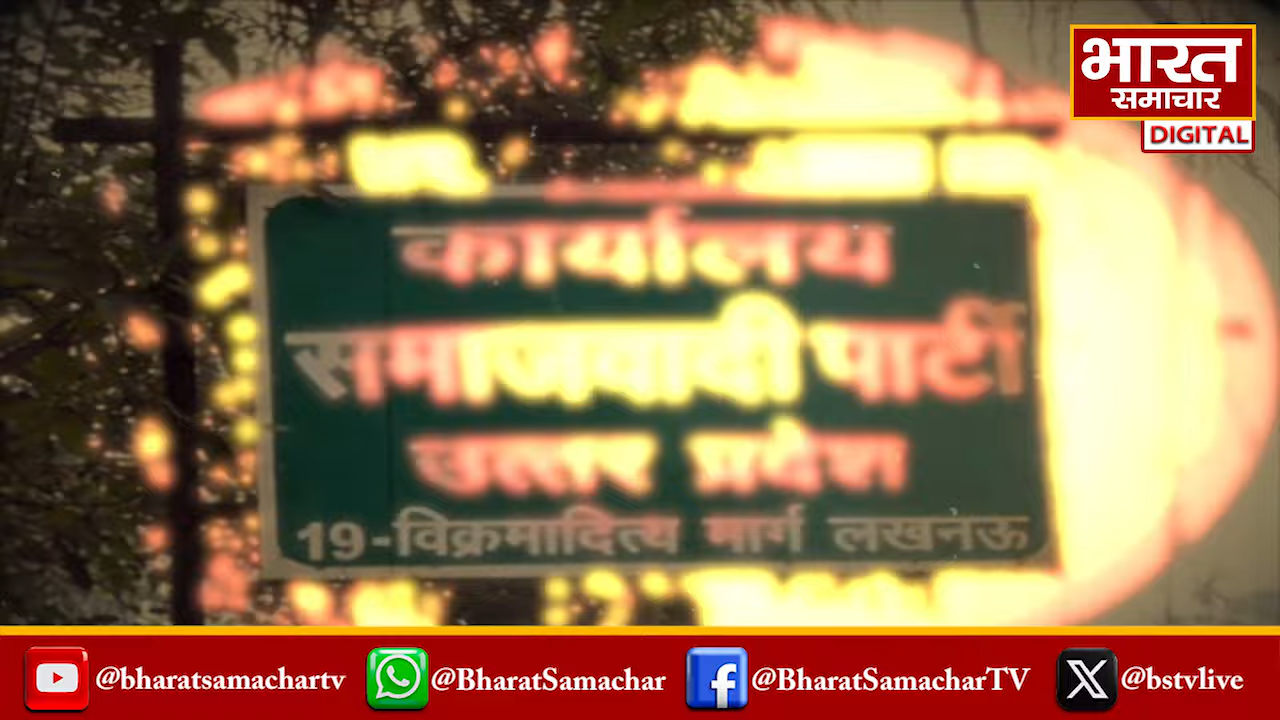 भारत
समाचार
DIGITAL
कार्यालय
समाजवादी पार्टी
उत्तर प्रदेश
19-विक्रमादित्य मार्ग लखनऊ
@bharatsamachartv @BharatSamachar @BharatSamacharTV @bstvlive